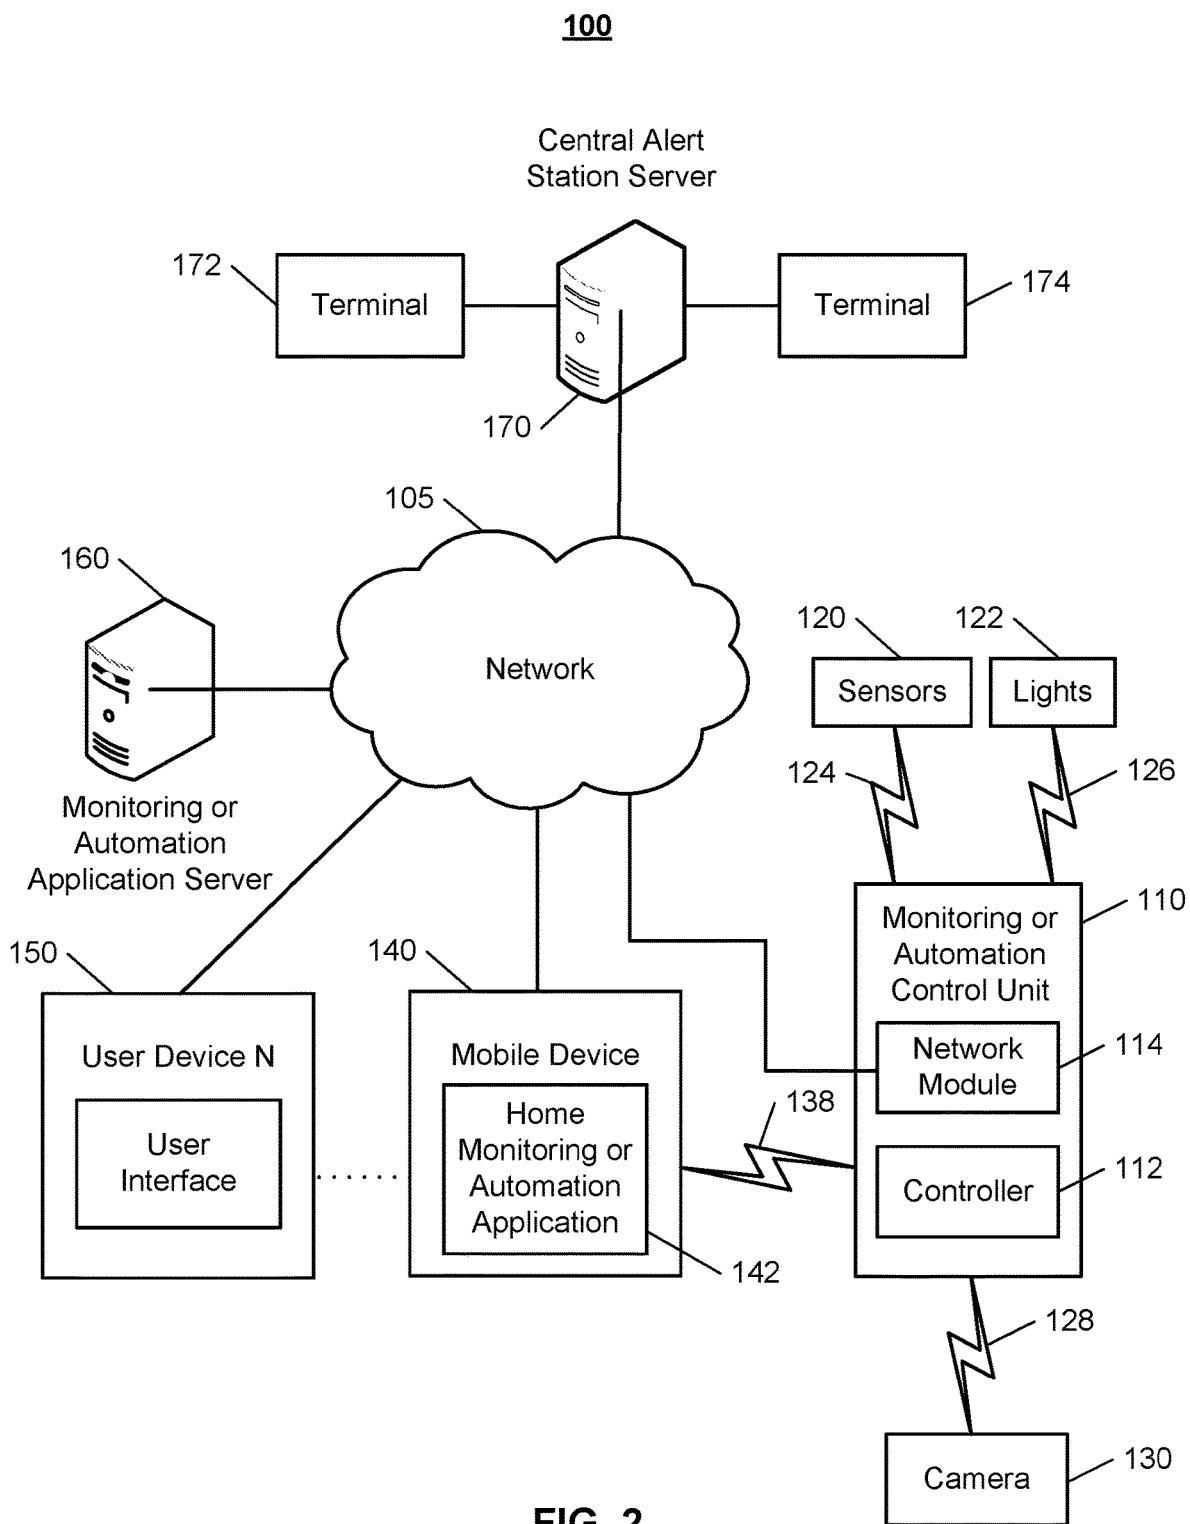 100
Central Alert
Station Server
172
Terminal
Terminal
174
170
105
160
Network
120
122
Sensors
Lights
124
126
Monitoring or
Automation
Application Server
110
Monitoring or
Automation
Control Unit
150
140
User Device N
Mobile Device
Network
Module
114
138
User
Interface
Home
Monitoring or
Automation
Application
Controller
112
142
128
Camera
130
FIG. 2